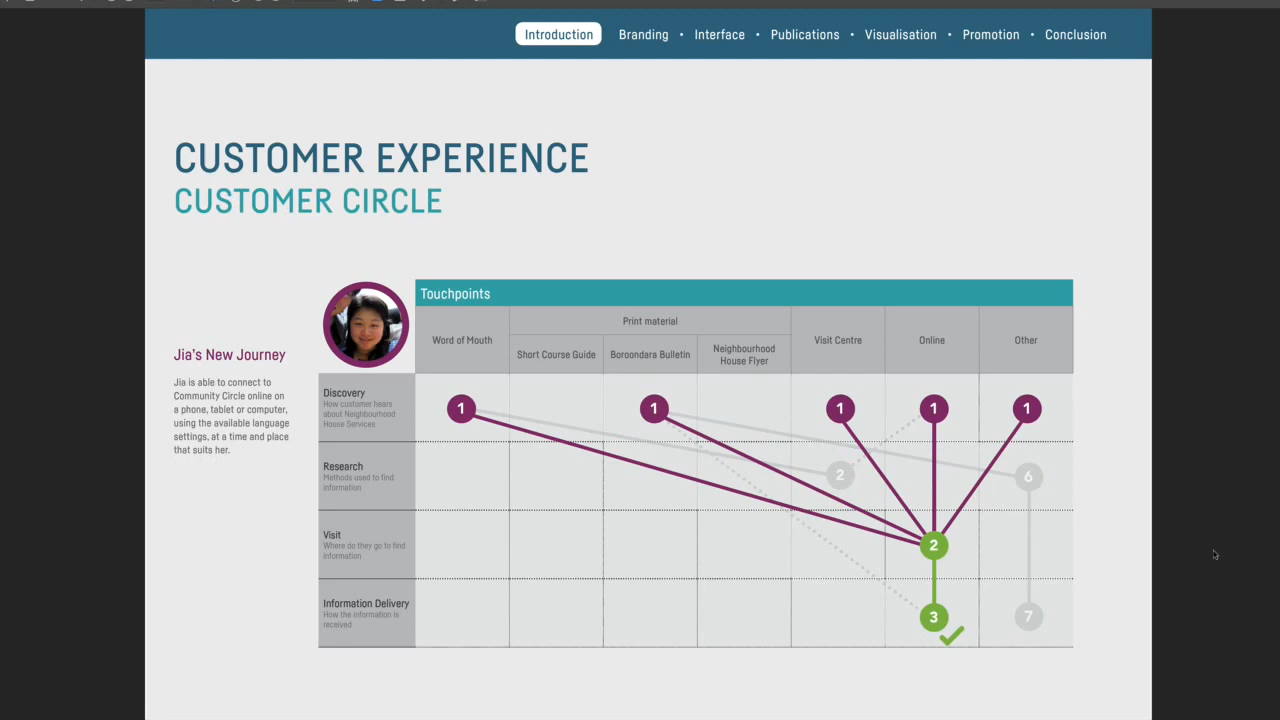 Introduction Branding • Interface • Publications • Visualisation • Promotion • Conclusion
CUSTOMER EXPERIENCE
CUSTOMER CIRCLE
Jia's New Journey
Jia is able to connect to
Community Circle online on
a phone, tablet or computer,
using the available language
settings, at a time and place
that suits her.
Touchpoints
Word of Mouth
Print material
Short Course Guide
Boroondara Bulletin
Neighbourhood
House Flyer
Visit Centre
Online
Other
Discovery
How customer hears
about Neighbourhood
House Services
1 1 1 1 1
Research
Methods used to find
information
2 6
Visit
Where do they go to find
information
2
Information Delivery
How the information is
received
3 7